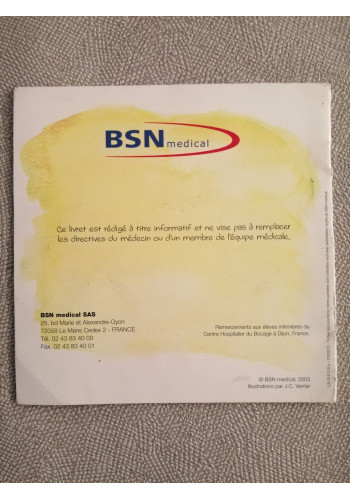 BSN medical
Ce livret est rédigé à titre informatif et ne vise pas à remplacer
les directives du médecin ou d'un membre de l'équipe médicale.
BSN medical SAS
25, bd Marie et Alexandre-Oyon
72058 Le Mans Cedex 2 - FRANCE
Tél. 02 43 83 40 00
Fax. 02 43 83 40 01
Remerciements aux élèves infirmières du
Centre Hospitalier du Bocage à Dijon, France.
© BSN medical, 2003
Illustrations par J.C. Verrier